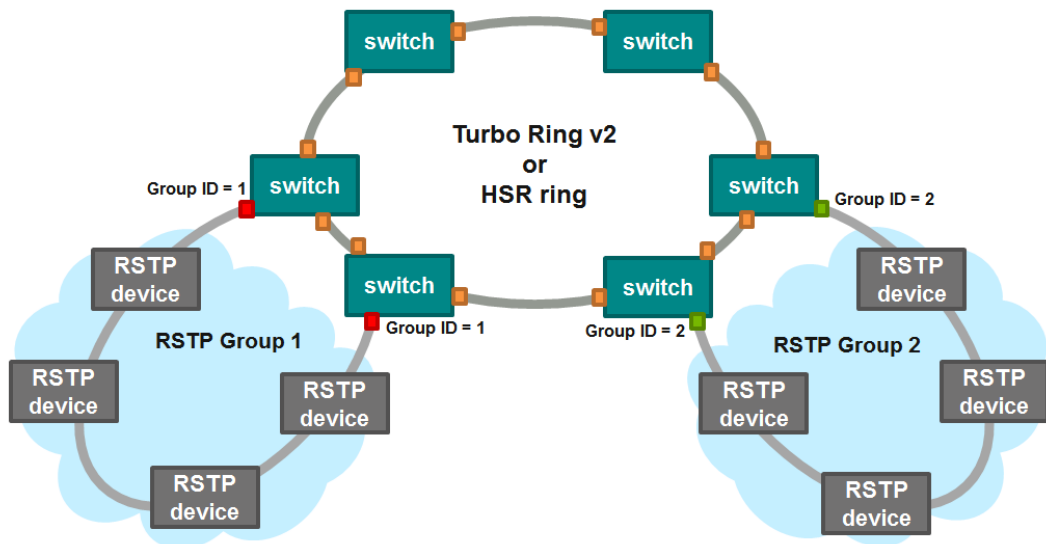 switch
switch
Turbo Ring v2
or
HSR ring
Group ID = 1
switch
switch
Group ID = 2
switch
switch
Group ID = 1
Group ID = 2
RSTP
device
RSTP Group 1
RSTP
device
RSTP
device
RSTP
device
RSTP
device
RSTP Group 2
RSTP
device
RSTP
device
RSTP
device